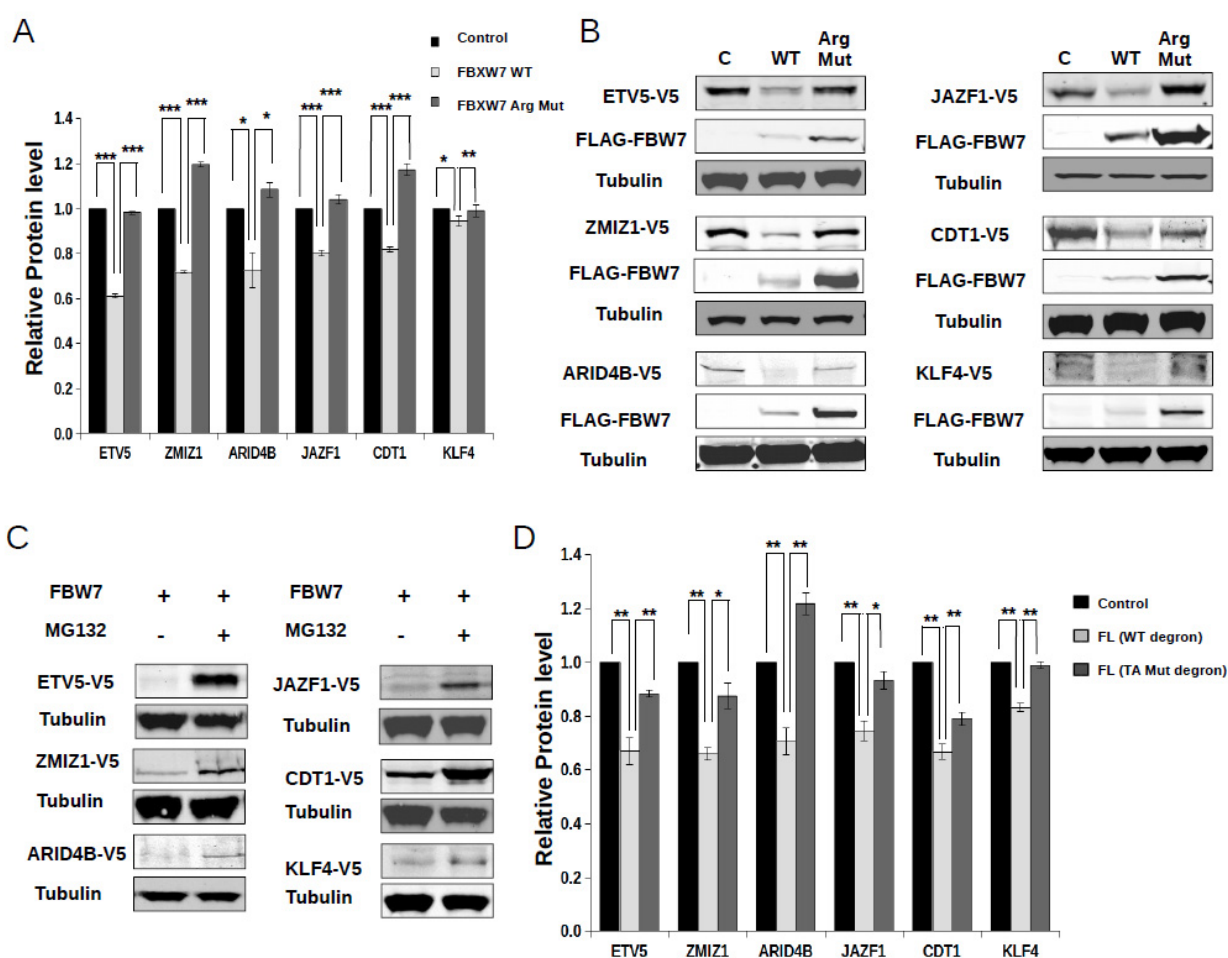 A
Control
FBXW7 WT
FBXW7 Arg Mut
Relative Protein level
1.4
1.2
1.0
0.8
0.6
0.4
0.2
0.0
*** ***
*** ***
* *
*** ***
*** ***
* **
ETV5 ZMIZ1 ARID4B JAZF1 CDT1 KLF4
B
C WT Arg Mut
ETV5-V5
FLAG-FBW7
Tubulin
ZMIZ1-V5
FLAG-FBW7
Tubulin
ARID4B-V5
FLAG-FBW7
Tubulin
C WT Arg Mut
JAZF1-V5
FLAG-FBW7
Tubulin
CDT1-V5
FLAG-FBW7
Tubulin
KLF4-V5
FLAG-FBW7
Tubulin
C
FBW7 + +
MG132 - +
ETV5-V5
Tubulin
ZMIZ1-V5
Tubulin
ARID4B-V5
Tubulin
FBW7 + +
MG132 - +
JAZF1-V5
Tubulin
CDT1-V5
Tubulin
KLF4-V5
Tubulin
D
Relative Protein level
1.4
1.2
1.0
0.8
0.6
0.4
0.2
0.0
** **
** *
** **
** *
** **
** **
ETV5 ZMIZ1 ARID4B JAZF1 CDT1 KLF4
Control
FL (WT degron)
FL (TA Mut degron)